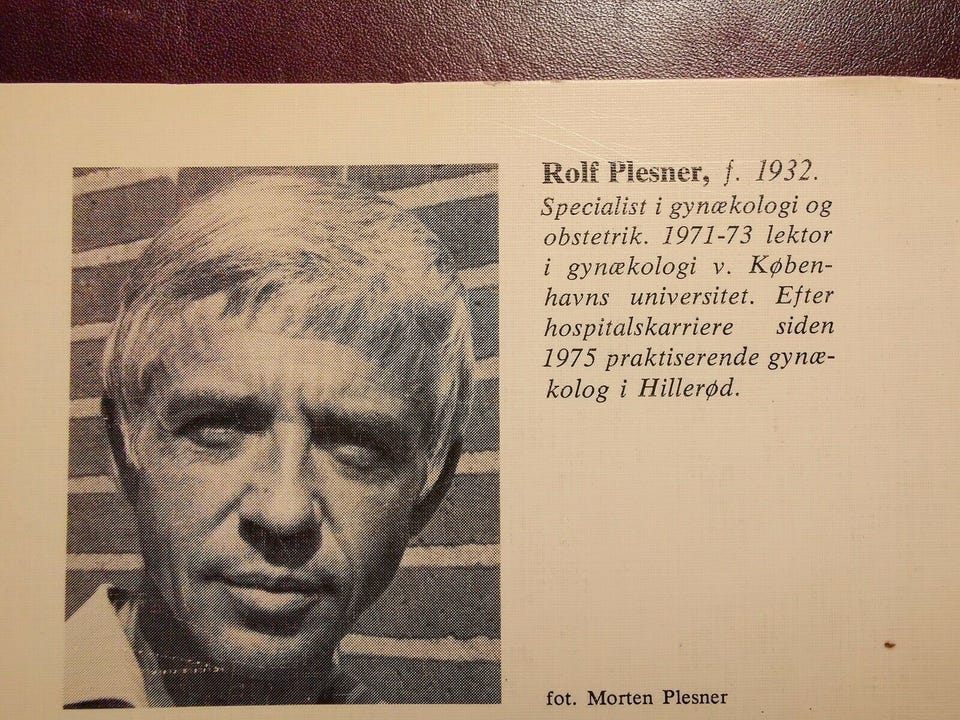 Rolf Plesner, f. 1932.
Specialist i gynækologi og
obstetrik. 1971-73 lektor
i gynækologi v. Køben-
havns universitet. Efter
hospitalskarriere siden
1975 praktiserende gynæ-
kolog i Hillerød.
fot. Morten Plesner